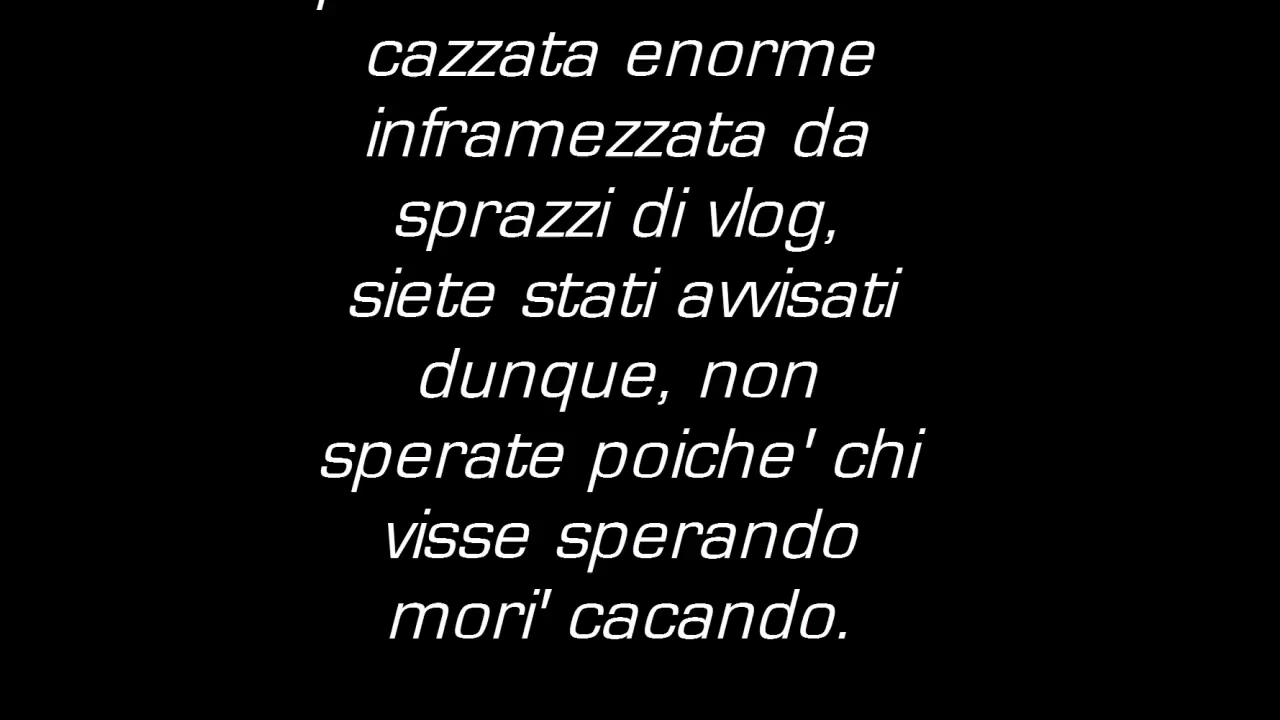 cazzata enorme
inframezzata da
sprazzi di vlog,
siete stati avvisati
dunque, non
sperate poiche' chi
visse sperando
mori' cacando.